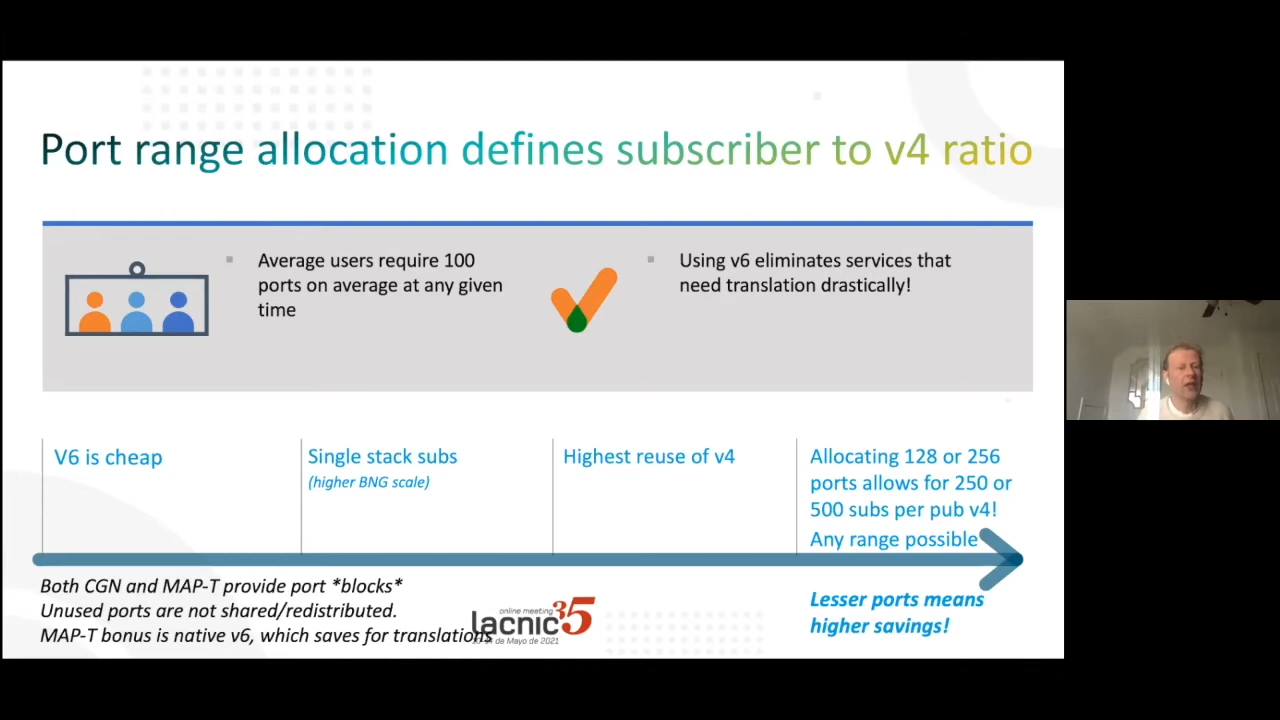 Port range allocation defines subscriber to v4 ratio
Average users require 100
ports on average at any given
time
Using v6 eliminates services that
need translation drastically!
V6 is cheap
Single stack subs
(higher BNG scale)
Highest reuse of v4
Allocating 128 or 256
ports allows for 250 or
500 subs per pub v4!
Any range possible
Both CGN and MAP-T provide port *blocks*
Unused ports are not shared/redistributed.
MAP-T bonus is native v6, which saves for translations
online meeting
lacnic35
de Mayo de 2021
Lesser ports means
higher savings!